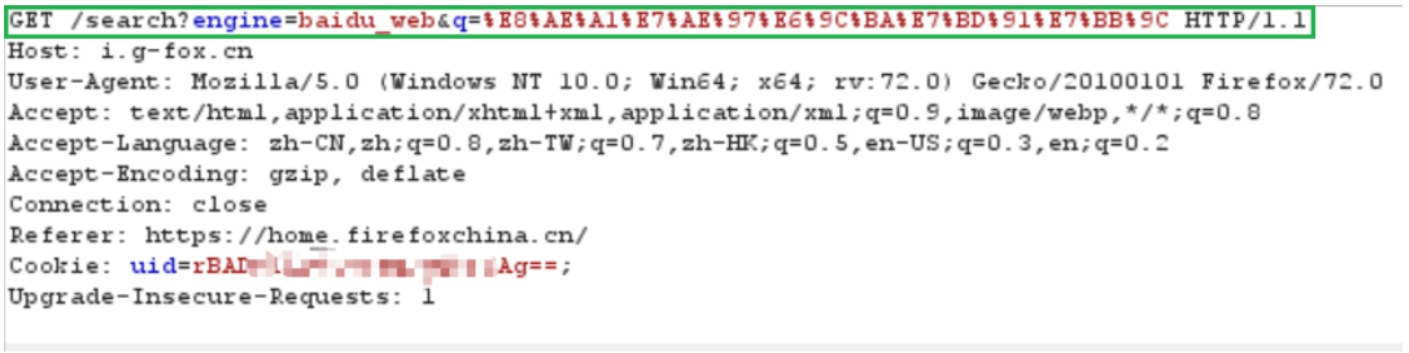 GET /search?engine=baidu_web&q=%E8%AE%A1%E7%AE%97%E6%9C%BA%E7%BD%91%E7%BB%9C HTTP/1.1
Host: i.g-fox.cn
User-Agent: Mozilla/5.0 (Windows NT 10.0; Win64; x64; rv:72.0) Gecko/20100101 Firefox/72.0
Accept: text/html,application/xhtml+xml,application/xml;q=0.9,image/webp,*/*;q=0.8
Accept-Language: zh-CN,zh;q=0.8,zh-TW;q=0.7,zh-HK;q=0.5,en-US;q=0.3,en;q=0.2
Accept-Encoding: gzip, deflate
Connection: close
Referer: https://home.firefoxchina.cn/
Cookie: uid=rBAD Ag==;
Upgrade-Insecure-Requests: 1